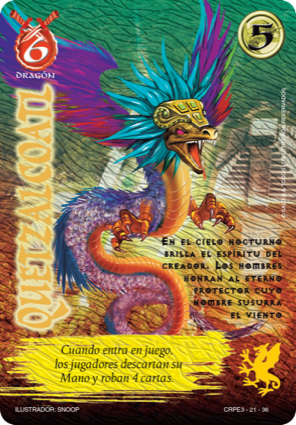 6
DRAGÓN
5
QUETZALCOATL
En el cielo nocturno
brilla el espíritu del
creador. Los hombres
honran al eterno
protector cuyo
nombre susurra
el viento
Cuando entra en juego,
los jugadores descartan su
Mano y roban 4 cartas
ILUSTRADOR: SNOOP
CRPE3 - 21 - 36